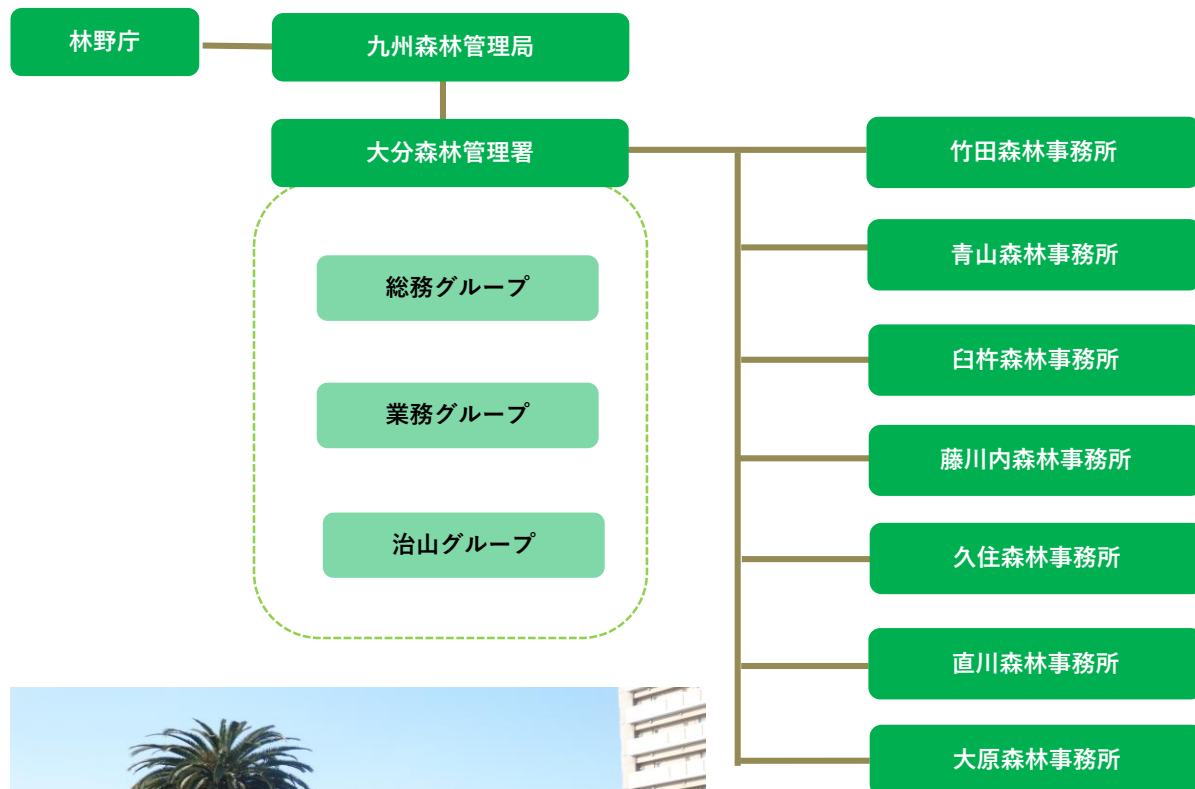 林野庁
九州森林管理局
大分森林管理署
総務グループ
業務グループ
治山グループ
竹田森林事務所
青山森林事務所
臼杵森林事務所
藤川内森林事務所
久住森林事務所
直川森林事務所
大原森林事務所